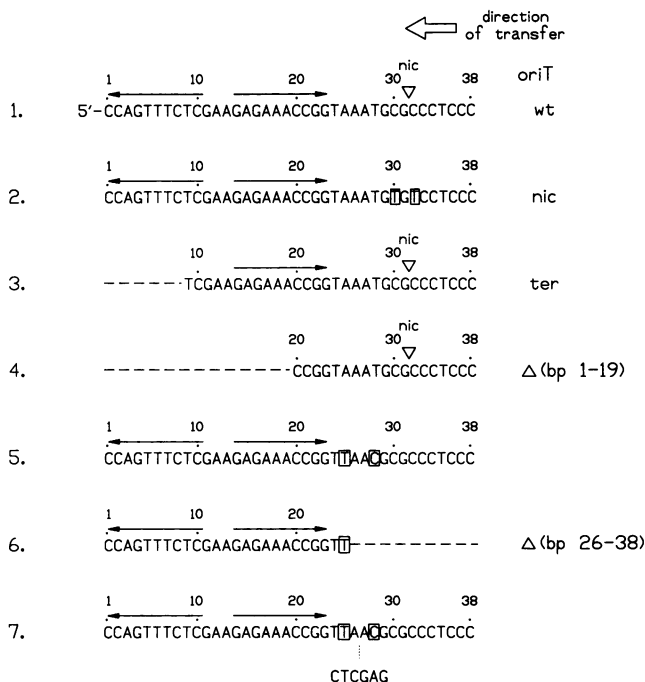 direction
of transfer
nic
1 10 20 30 38 oriT
1. 5'-CCAGTTTCTCGAAGAGAAACCGGTAAATGCGCCCTCCC wt
1 10 20 30 38
2. CCAGTTTCTCGAAGAGAAACCGGTAAATGTGTCCTCCC nic
nic
10 20 30 38
3. TCGAAGAGAAACCGGTAAATGCGCCCTCCC ter
nic
20 30 38
4. CCGGTAAATGCGCCCTCCC △(bp 1-19)
1 10 20 30 38
5. CCAGTTTCTCGAAGAGAAACCGGTTAACGCGCCCTCCC
1 10 20
6. CCAGTTTCTCGAAGAGAAACCGGTT △(bp 26-38)
1 10 20 30 38
7. CCAGTTTCTCGAAGAGAAACCGGTTAACGCGCCCTCCC
CTCGAG